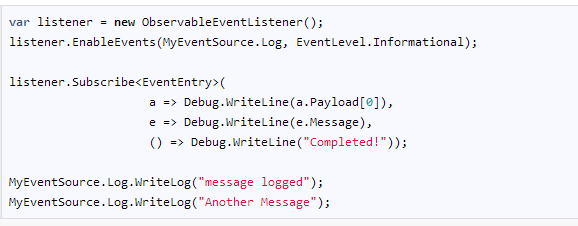 var listener = new ObservableEventListener();
listener.EnableEvents(MyEventSource.Log, EventLevel.Informational);
listener.Subscribe<EventEntry>(
a => Debug.WriteLine(a.Payload[0]),
e => Debug.WriteLine(e.Message),
() => Debug.WriteLine("Completed!"));
MyEventSource.Log.WriteLog("message logged");
MyEventSource.Log.WriteLog("Another Message");